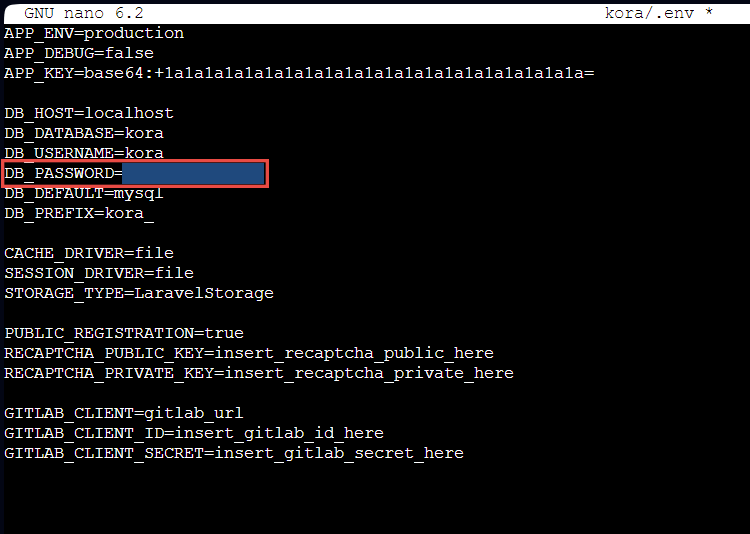 GNU nano 6.2 kora/.env *
APP_ENV=production
APP_DEBUG=false
APP_KEY=base64:+1a1a1a1a1a1a1a1a1a1a1a1a1a1a1a1a1a1a1a1a1a=
DB_HOST=localhost
DB_DATABASE=kora
DB_USERNAME=kora
DB_PASSWORD=
DB_DEFAULT=mysql
DB_PREFIX=kora_
CACHE_DRIVER=file
SESSION_DRIVER=file
STORAGE_TYPE=LaravelStorage
PUBLIC_REGISTRATION=true
RECAPTCHA_PUBLIC_KEY=insert_recaptcha_public_here
RECAPTCHA_PRIVATE_KEY=insert_recaptcha_private_here
GITLAB_CLIENT=gitlab_url
GITLAB_CLIENT_ID=insert_gitlab_id_here
GITLAB_CLIENT_SECRET=insert_gitlab_secret_here